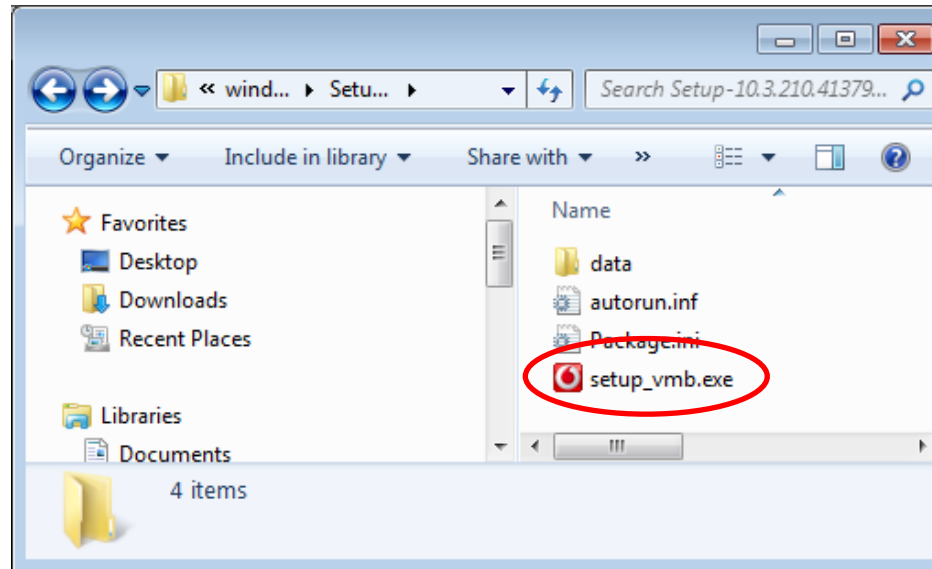 « wind... ▸ Setu... ▸
Search Setup-10.3.210.41379...
Organize ▼ Include in library ▼ Share with ▼ »
Favorites
Desktop
Downloads
Recent Places
Libraries
Documents
Name
data
autorun.inf
Package.ini
setup_vmb.exe
4 items